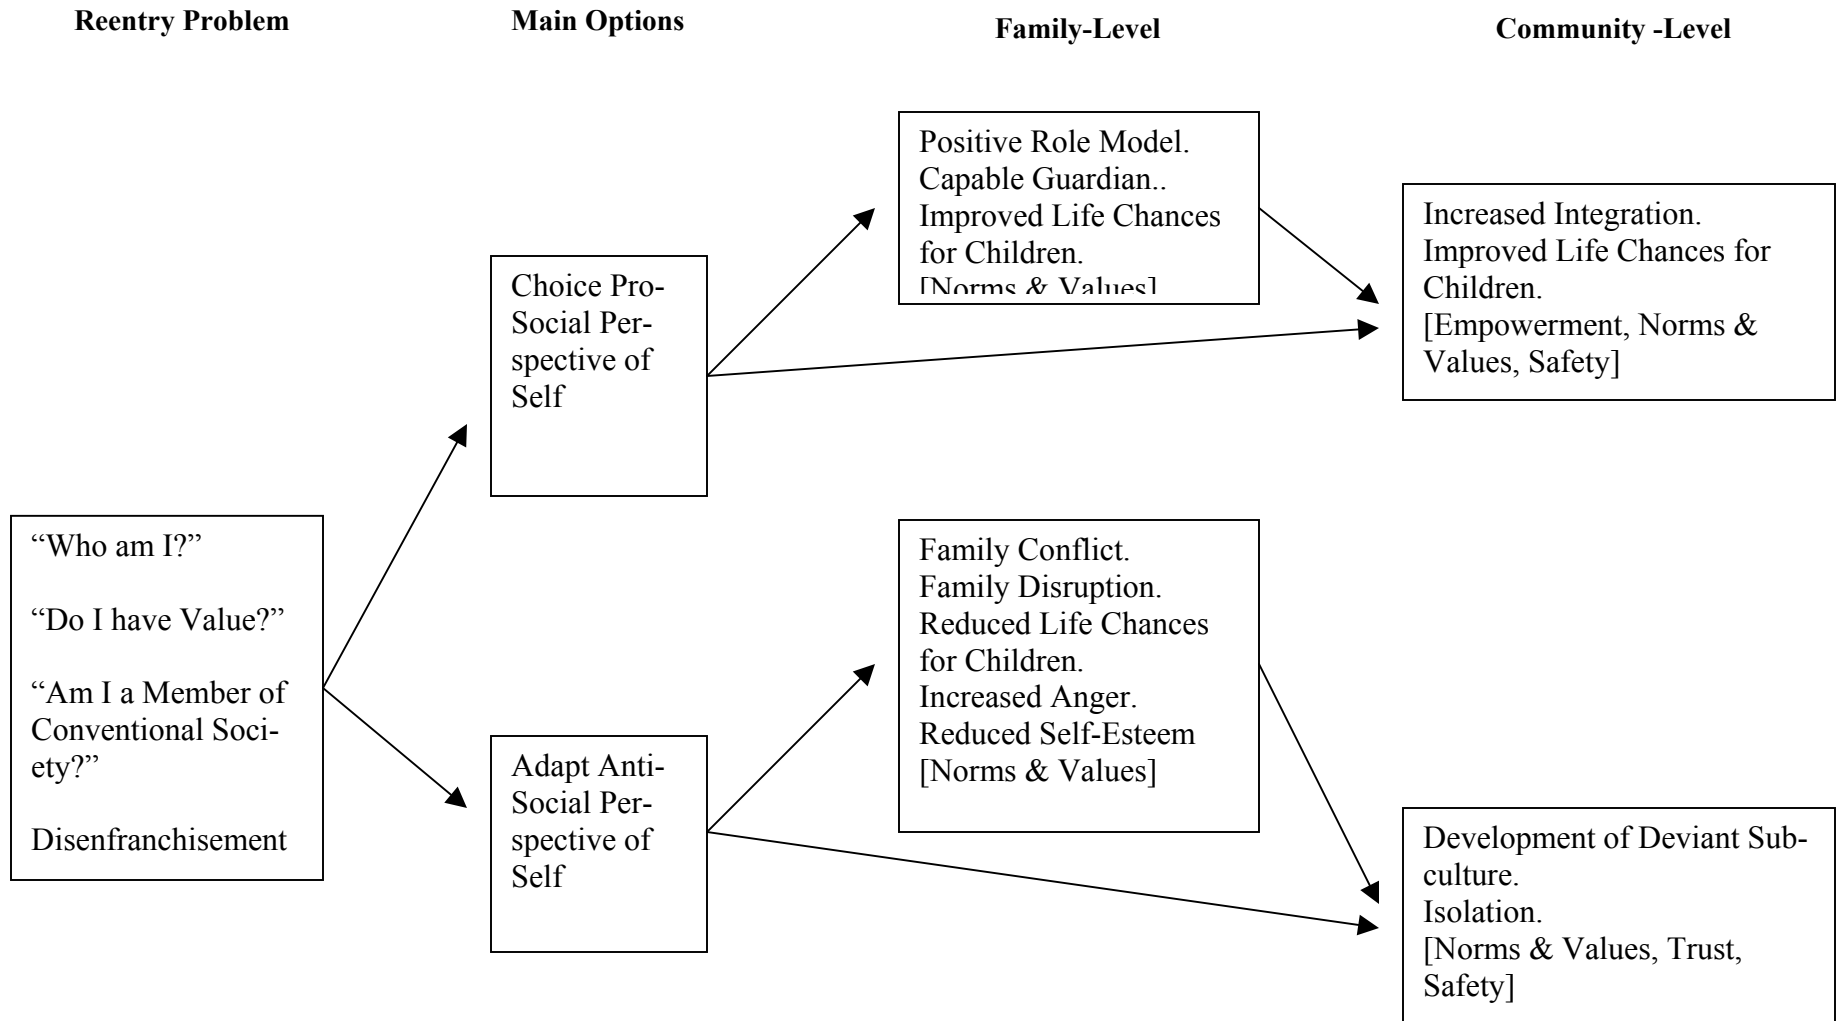 Reentry Problem
Main Options
Family-Level
Community -Level
“Who am I?”
“Do I have Value?”
“Am I a Member of
Conventional Soci-
ety?”
Disenfranchisement
Choice Pro-
Social Per-
spective of
Self
Adapt Anti-
Social Per-
spective of
Self
Positive Role Model.
Capable Guardian..
Improved Life Chances
for Children.
[Norms & Values]
Family Conflict.
Family Disruption.
Reduced Life Chances
for Children.
Increased Anger.
Reduced Self-Esteem
[Norms & Values]
Increased Integration.
Improved Life Chances for
Children.
[Empowerment, Norms &
Values, Safety]
Development of Deviant Sub-
culture.
Isolation.
[Norms & Values, Trust,
Safety]